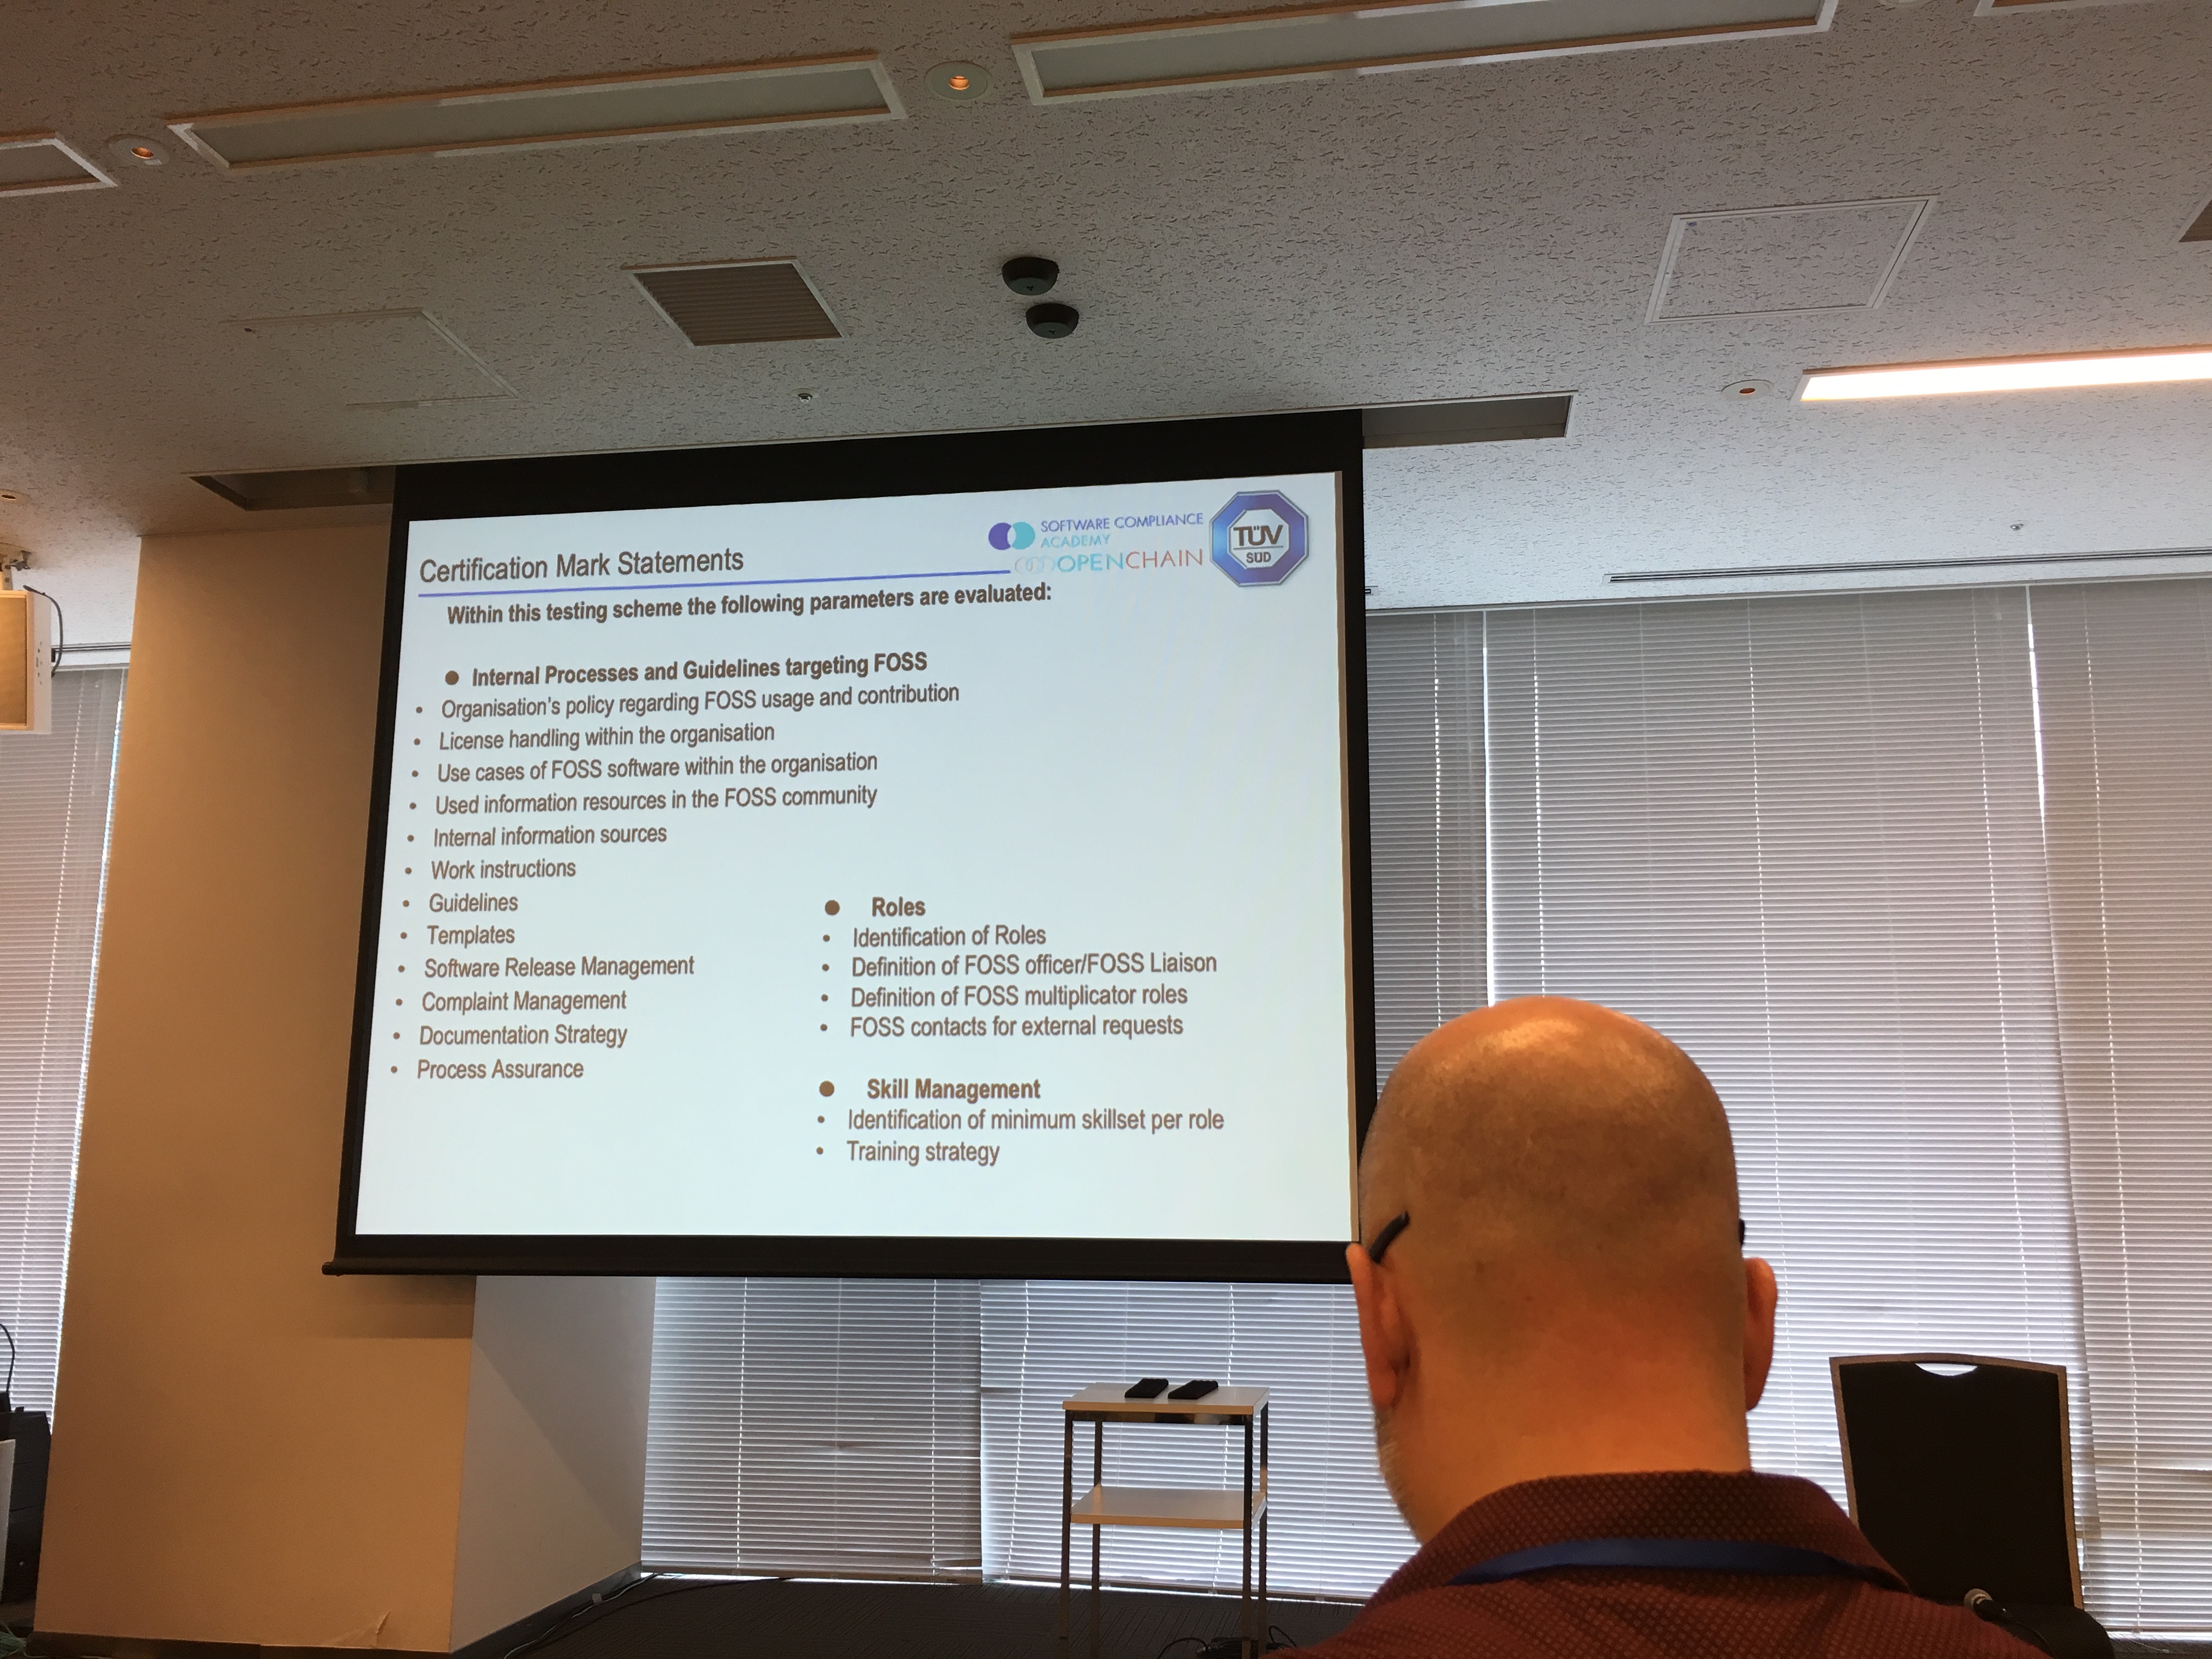 Certification Mark Statements
SOFTWARE COMPLIANCE
ACADEMY
OPENCHAIN
TÜV
SÜD
Within this testing scheme the following parameters are evaluated:
● Internal Processes and Guidelines targeting FOSS
• Organisation's policy regarding FOSS usage and contribution
• License handling within the organisation
• Use cases of FOSS software within the organisation
• Used information resources in the FOSS community
• Internal information sources
• Work instructions
• Guidelines
• Templates
• Software Release Management
• Complaint Management
• Documentation Strategy
• Process Assurance
● Roles
• Identification of Roles
• Definition of FOSS officer/FOSS Liaison
• Definition of FOSS multiplicator roles
• FOSS contacts for external requests
● Skill Management
• Identification of minimum skillset per role
• Training strategy